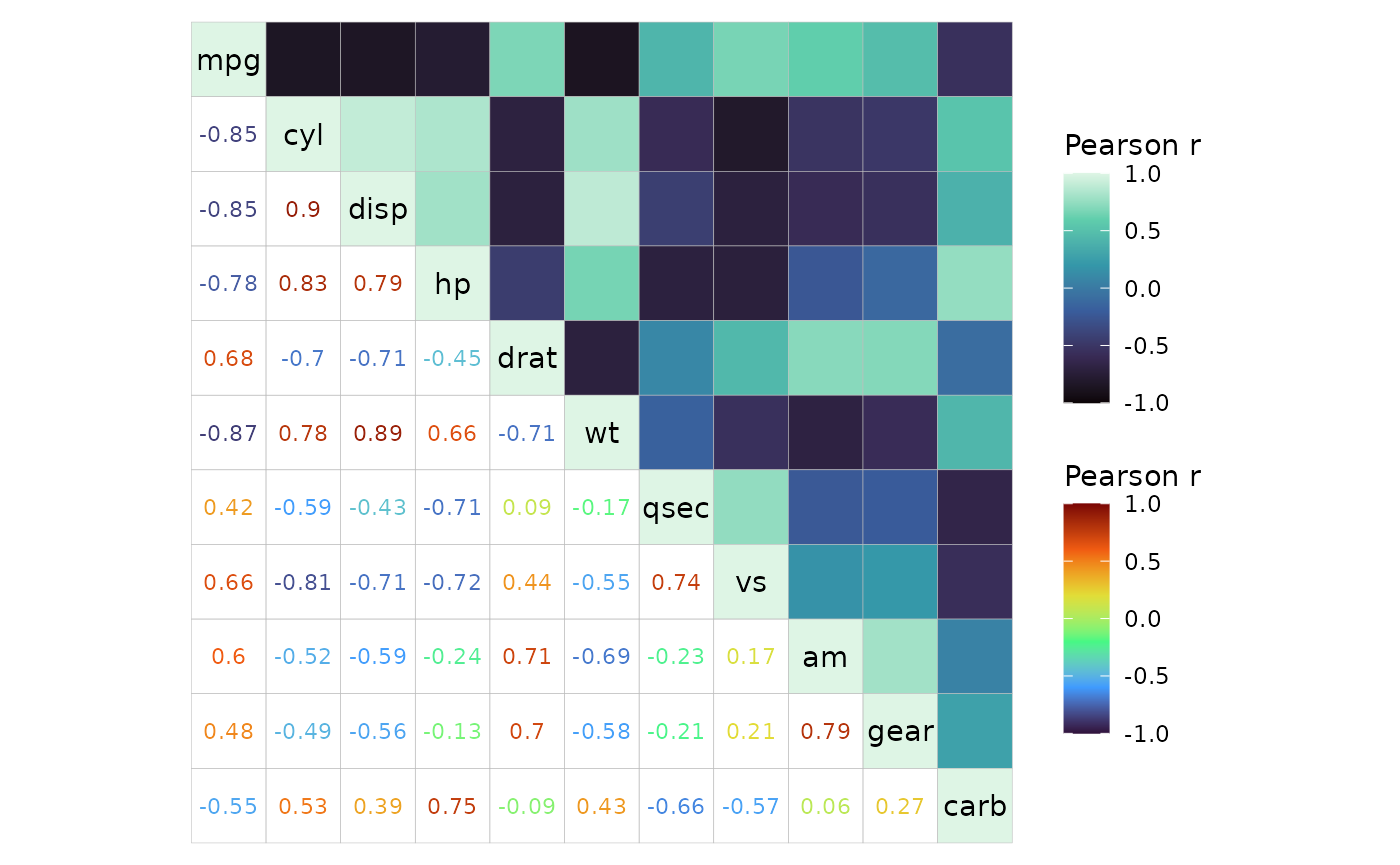 mpg
-0.85 cyl
-0.85 0.9 disp
-0.78 0.83 0.79 hp
0.68 -0.7 -0.71 -0.45 drat
-0.87 0.78 0.89 0.66 -0.71 wt
0.42 -0.59 -0.43 -0.71 0.09 -0.17 qsec
0.66 -0.81 -0.71 -0.72 0.44 -0.55 0.74 vs
0.6 -0.52 -0.59 -0.24 0.71 -0.69 -0.23 0.17 am
0.48 -0.49 -0.56 -0.13 0.7 -0.58 -0.21 0.21 0.79 gear
-0.55 0.53 0.39 0.75 -0.09 0.43 -0.66 -0.57 0.06 0.27 carb
Pearson r
1.0
0.5
0.0
-0.5
-1.0
Pearson r
1.0
0.5
0.0
-0.5
-1.0